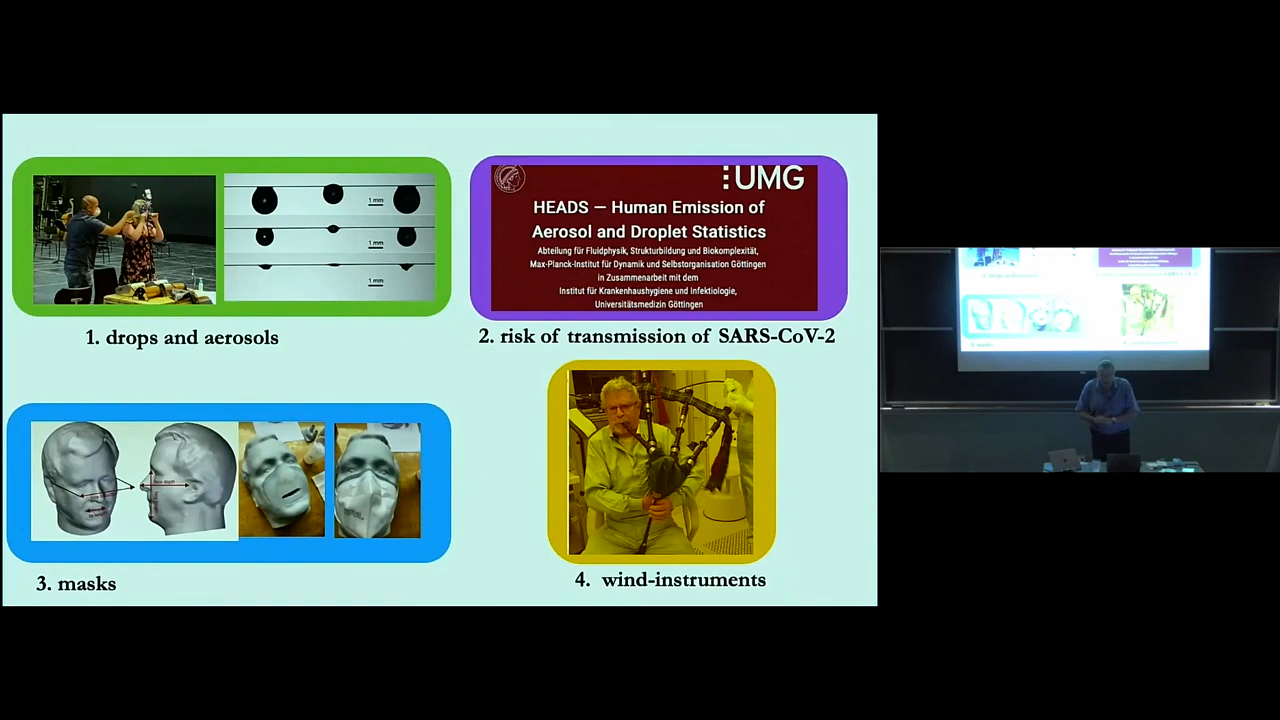 1 mm
1 mm
1 mm
1. drops and aerosols
UMG
HEADS — Human Emission of
Aerosol and Droplet Statistics
Abteilung für Fluidphysik, Strukturbildung und Biokomplexität,
Max-Planck-Institut für Dynamik und Selbstorganisation Göttingen
in Zusammenarbeit mit dem
Institut für Krankenhaushygiene und Infektiologie,
Universitätsmedizin Göttingen
2. risk of transmission of SARS-CoV-2
3. masks
4. wind-instruments